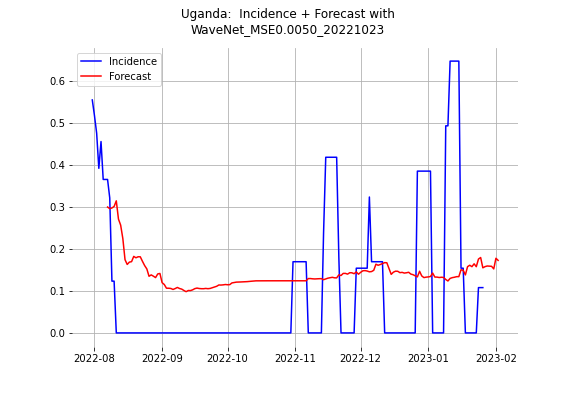 Uganda:  Incidence + Forecast with
WaveNet_MSE0.0050_20221023
Incidence
Forecast
0.6
0.5
0.4
0.3
0.2
0.1
0.0
2022-08 2022-09 2022-10 2022-11 2022-12 2023-01 2023-02